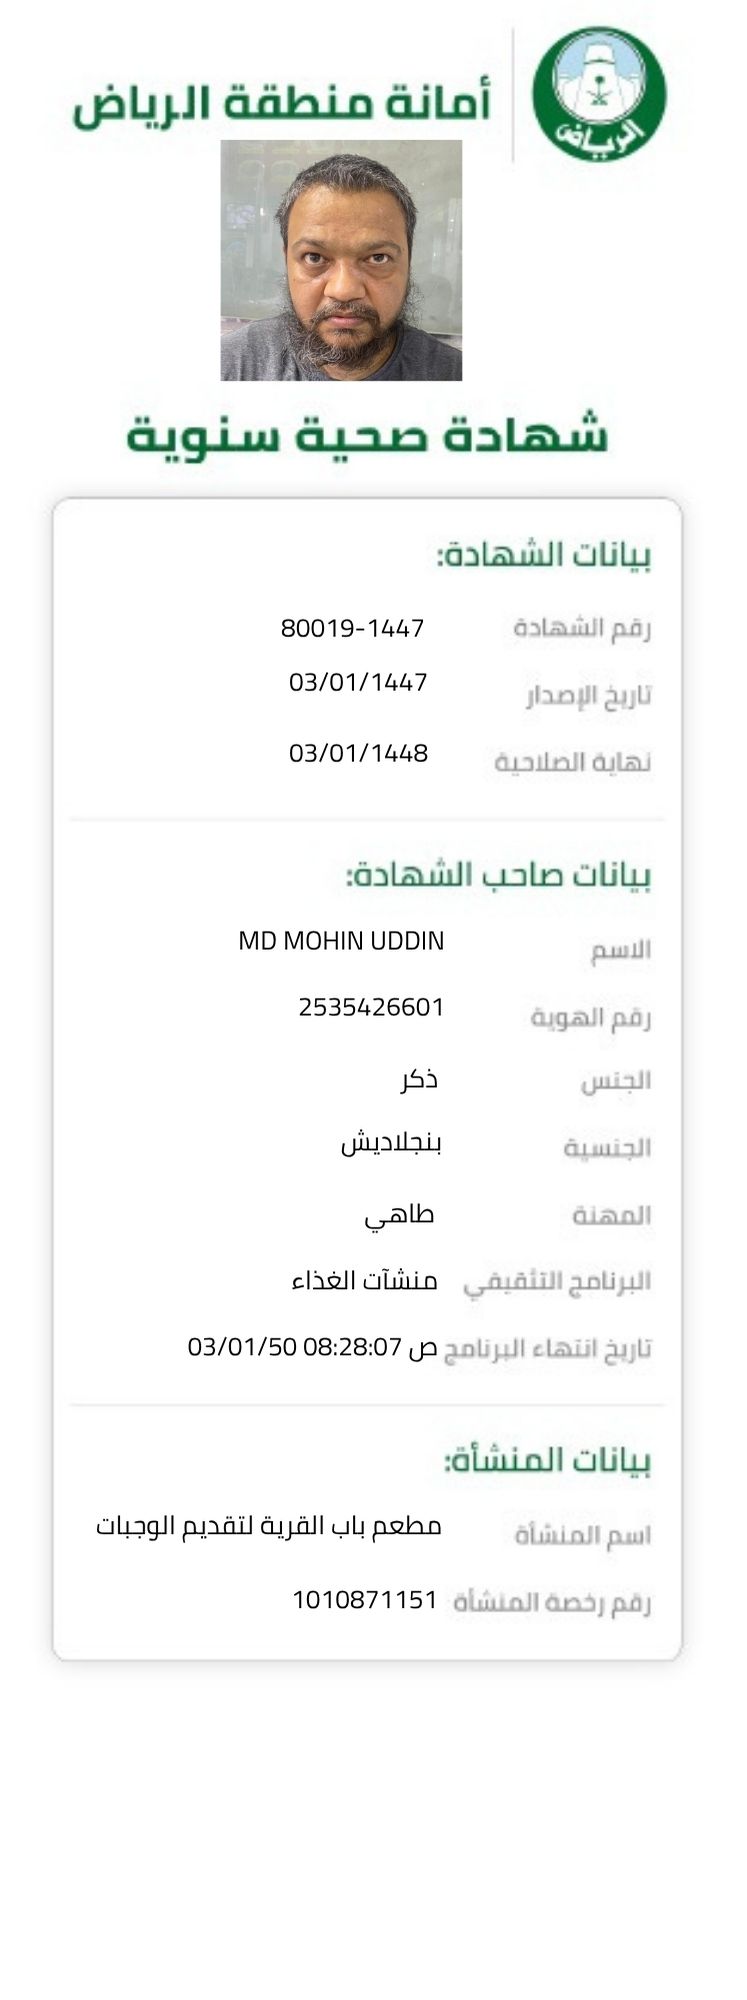 أمانة منطقة الرياض
الرياض
شهادة صحية سنوية
بيانات الشهادة:
رقم الشهادة 80019-1447
تاريخ الإصدار 03/01/1447
نهاية الصلاحية 03/01/1448
بيانات صاحب الشهادة:
الاسم MD MOHIN UDDIN
رقم الهوية 2535426601
الجنس ذكر
الجنسية بنجلاديش
المهنة طاهي
البرنامج التثقيفي منشآت الغذاء
تاريخ انتهاء البرنامج ص 08:28:07 03/01/50
بيانات المنشأة:
اسم المنشأة مطعم باب القرية لتقديم الوجبات
رقم رخصة المنشأة 1010871151